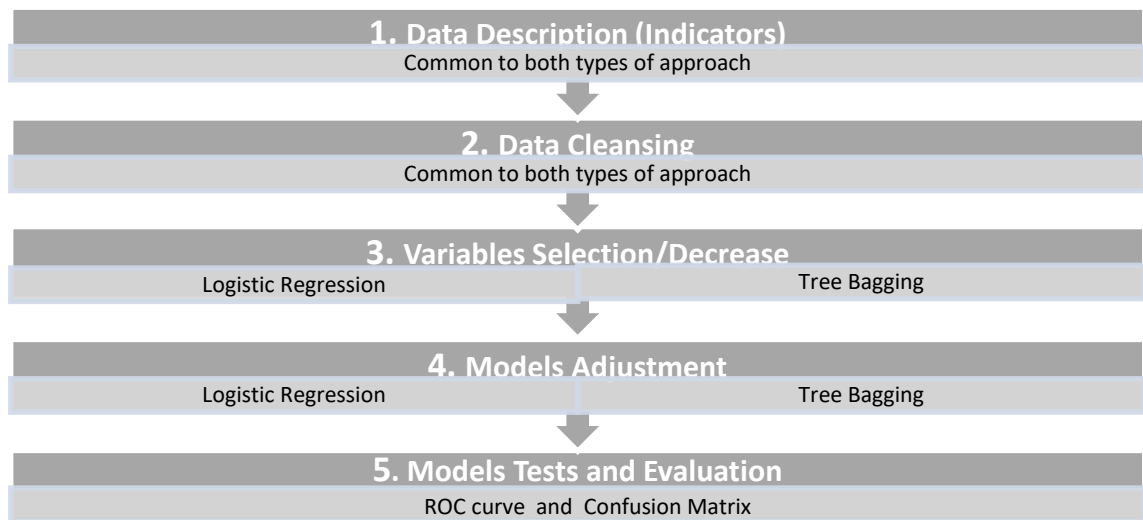 1. Data Description (Indicators)
Common to both types of approach
2. Data Cleansing
Common to both types of approach
3. Variables Selection/Decrease
Logistic Regression Tree Bagging
4. Models Adjustment
Logistic Regression Tree Bagging
5. Models Tests and Evaluation
ROC curve and Confusion Matrix